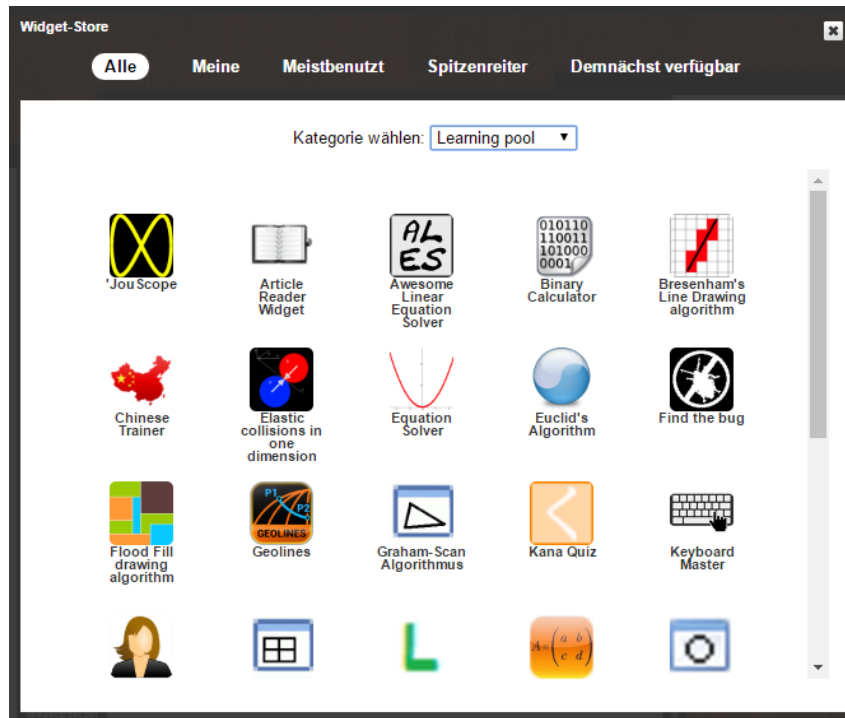 Widget-Store
Alle Meine Meistbenutzt Spitzenreiter Demnächst verfügbar
Kategorie wählen: Learning pool
AL
ES
010110
110011
101000
0001
'JouScope
Article
Reader
Widget
Awesome
Linear
Equation
Solver
Binary
Calculator
Bresenham's
Line Drawing
algorithm
Chinese
Trainer
Elastic
collisions in
one
dimension
Equation
Solver
Euclid's
Algorithm
Find the bug
P1
P2
GEOLINES
Flood Fill
drawing
algorithm
Geolines
Graham-Scan
Algorithmus
Kana Quiz
Keyboard
Master
L
A=(a b
c d)